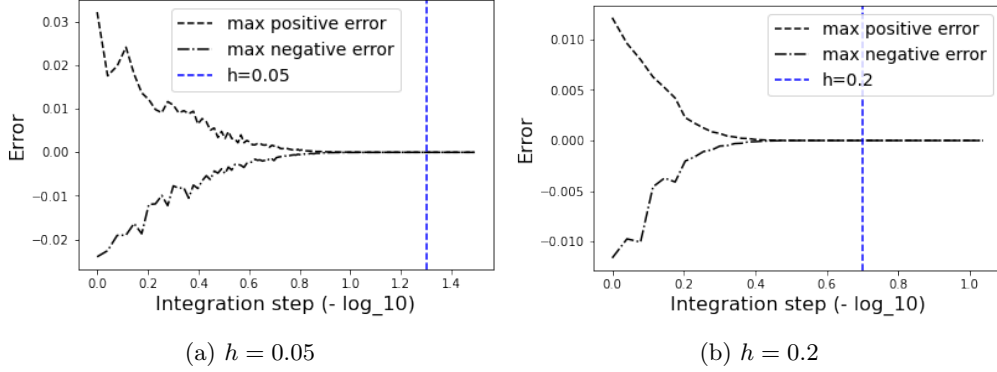 max positive error
max negative error
h=0.05
0.03
0.02
0.01
0.00
−0.01
−0.02
Error
0.0 0.2 0.4 0.6 0.8 1.0 1.2 1.4
Integration step (- log_10)
(a) h = 0.05
max positive error
max negative error
h=0.2
0.010
0.005
0.000
−0.005
−0.010
Error
0.0 0.2 0.4 0.6 0.8 1.0
Integration step (- log_10)
(b) h = 0.2